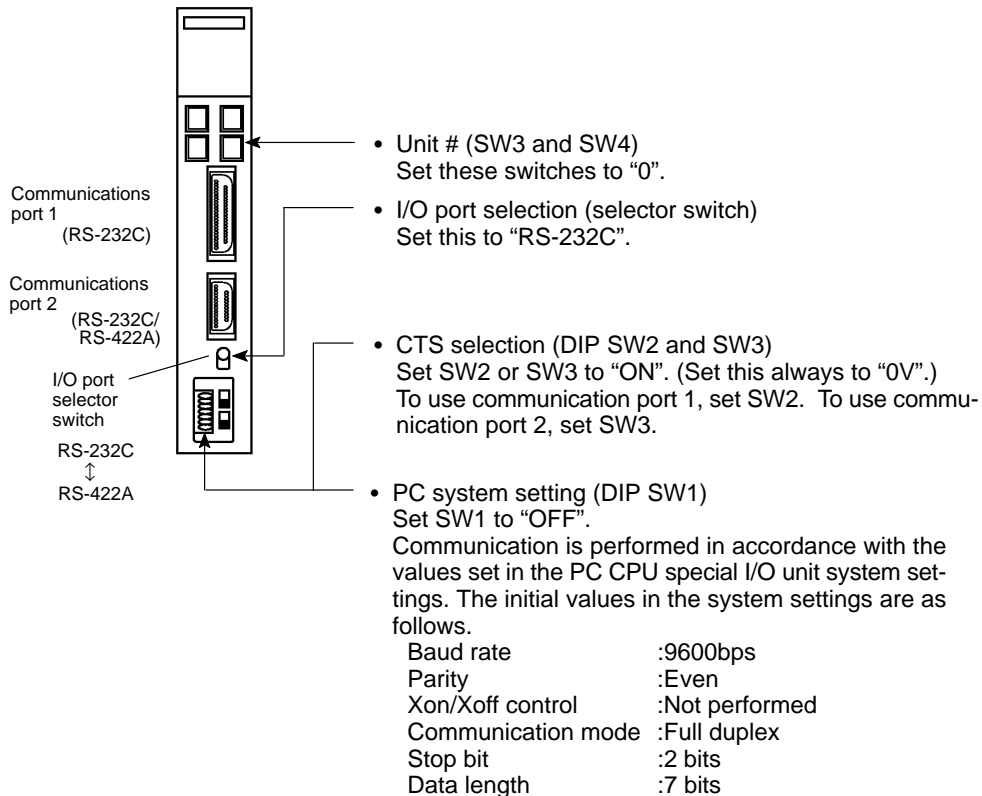 • Unit # (SW3 and SW4)
Set these switches to “0”.
Communications
port 1
(RS-232C)
• I/O port selection (selector switch)
Set this to “RS-232C”.
Communications
port 2
(RS-232C/
RS-422A)
I/O port
selector
switch
RS-232C
↕
RS-422A
• CTS selection (DIP SW2 and SW3)
Set SW2 or SW3 to “ON”. (Set this always to “0V”.)
To use communication port 1, set SW2. To use commu-
nication port 2, set SW3.
• PC system setting (DIP SW1)
Set SW1 to “OFF”.
Communication is performed in accordance with the
values set in the PC CPU special I/O unit system set-
tings. The initial values in the system settings are as
follows.
Baud rate :9600bps
Parity :Even
Xon/Xoff control :Not performed
Communication mode :Full duplex
Stop bit :2 bits
Data length :7 bits